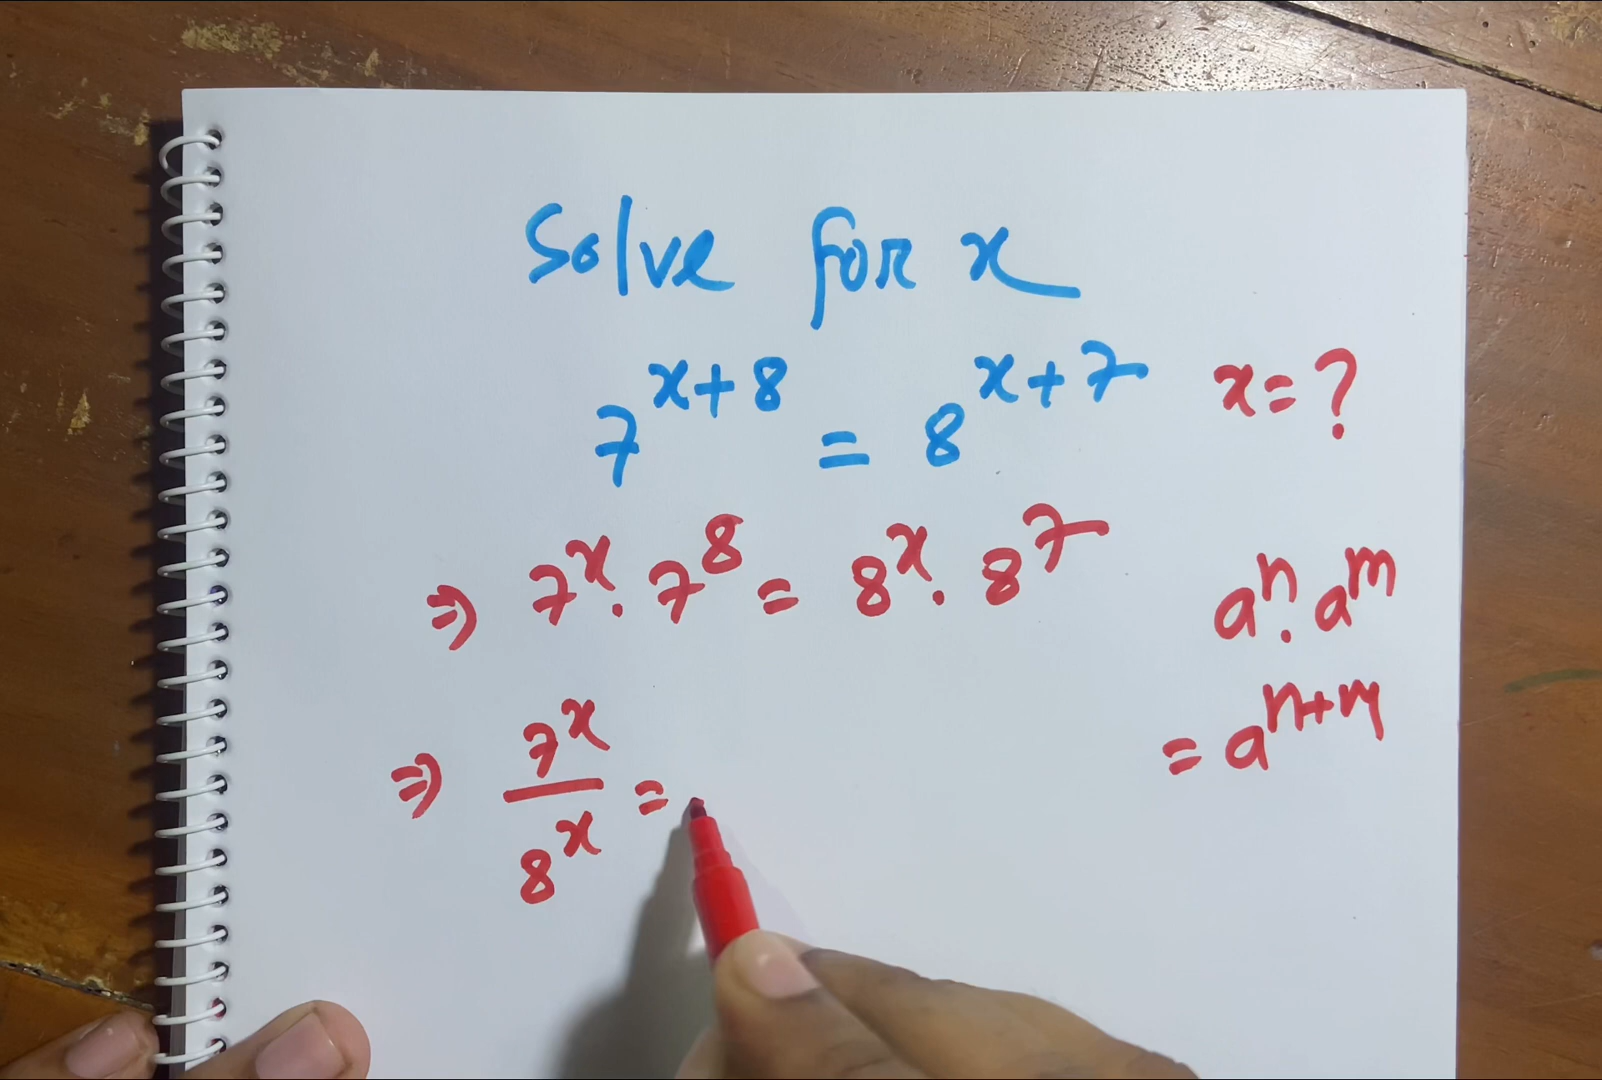 Solve for x
7^{x+8} = 8^{x+7} x=?
⇒ 7^x . 7^8 = 8^x . 8^7
a^n . a^m
= a^{n+m}
⇒ 7^x / 8^x =